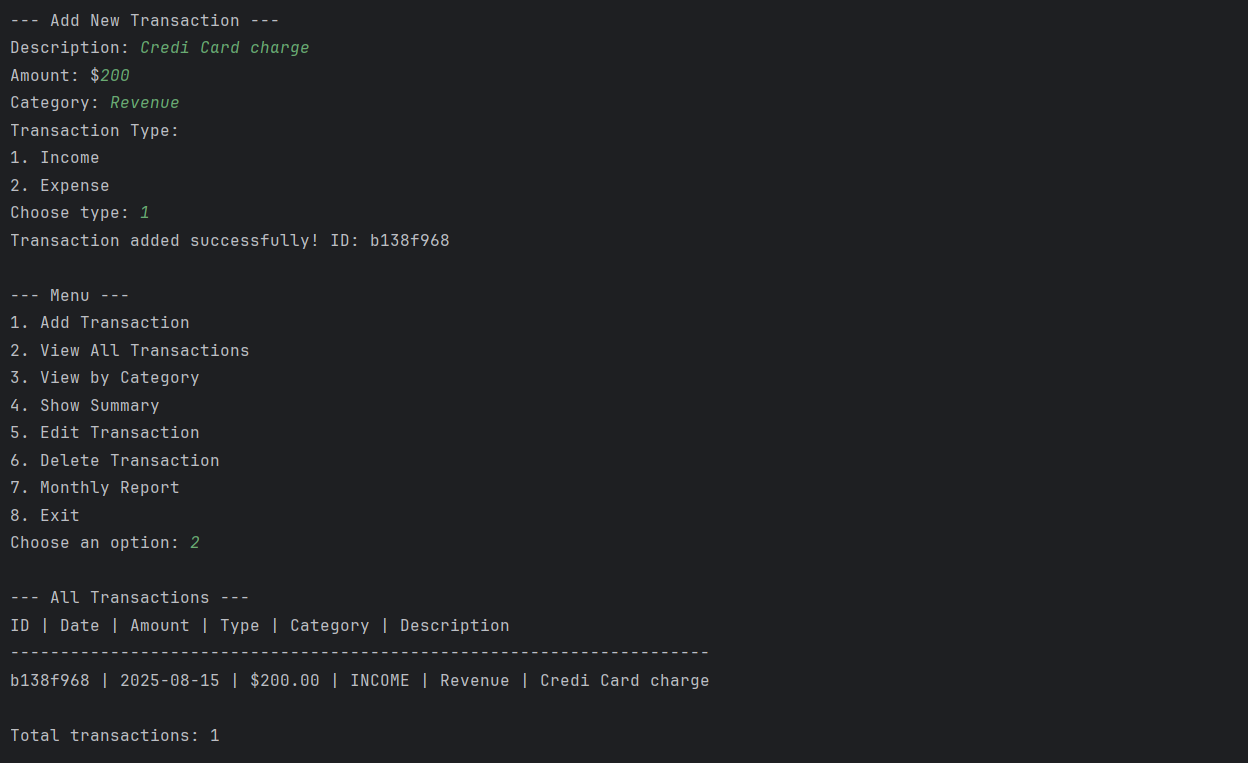 --- Add New Transaction ---
Description: Credi Card charge
Amount: $200
Category: Revenue
Transaction Type:
1. Income
2. Expense
Choose type: 1
Transaction added successfully! ID: b138f968
--- Menu ---
1. Add Transaction
2. View All Transactions
3. View by Category
4. Show Summary
5. Edit Transaction
6. Delete Transaction
7. Monthly Report
8. Exit
Choose an option: 2
--- All Transactions ---
ID | Date | Amount | Type | Category | Description
----------------------------------------------------------------------
b138f968 | 2025-08-15 | $200.00 | INCOME | Revenue | Credi Card charge
Total transactions: 1